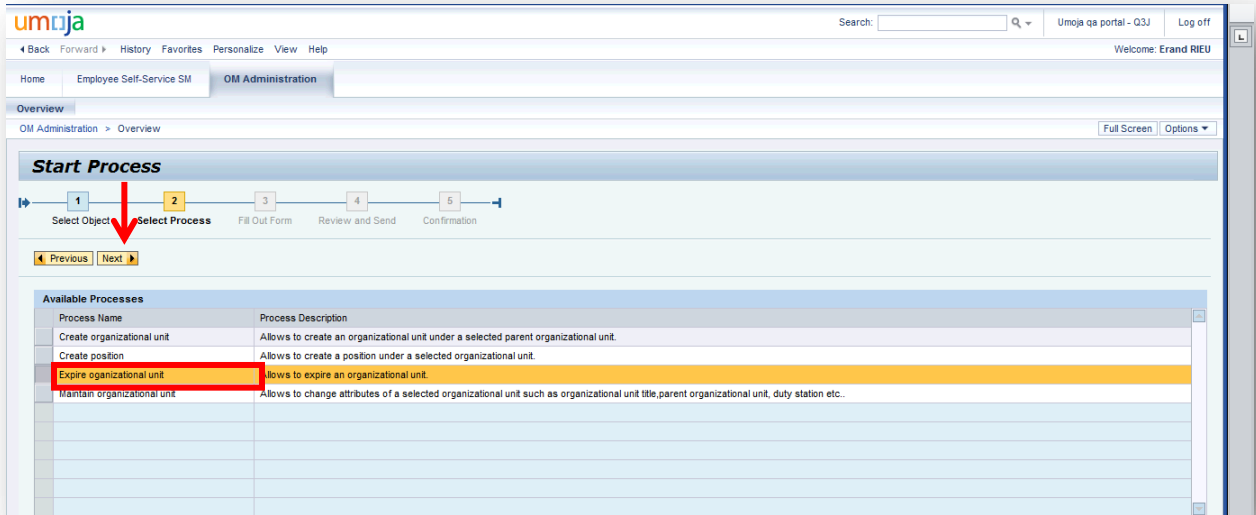 umoja
Search:
Umoja qa portal - Q3J
Log off
Back Forward History Favorites Personalize View Help
Welcome: Erand RIEU
Home Employee Self-Service SM OM Administration
Overview
OM Administration > Overview
Full Screen Options
Start Process
1 2 3 4 5
Select Object Select Process Fill Out Form Review and Send Confirmation
Previous Next
Available Processes
Process Name Process Description
Create organizational unit Allows to create an organizational unit under a selected parent organizational unit.
Create position Allows to create a position under a selected organizational unit.
Expire oganizational unit Allows to expire an organizational unit.
Maintain organizational unit Allows to change attributes of a selected organizational unit such as organizational unit title,parent organizational unit, duty station etc..